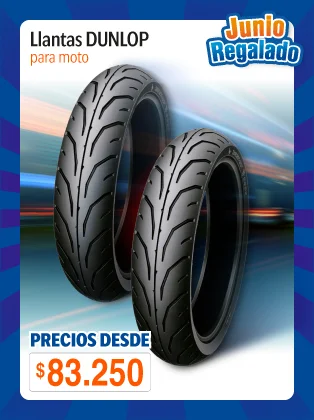 Llantas DUNLOP
para moto
Junio
Regalado
PRECIOS DESDE
$83.250